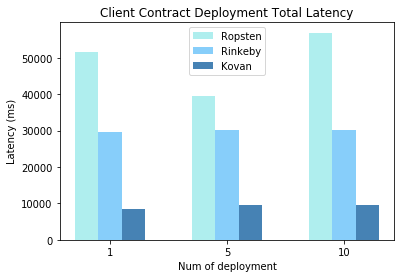 Client Contract Deployment Total Latency
Ropsten
Rinkeby
Kovan
Latency (ms)
50000
40000
30000
20000
10000
0
1
5
10
Num of deployment